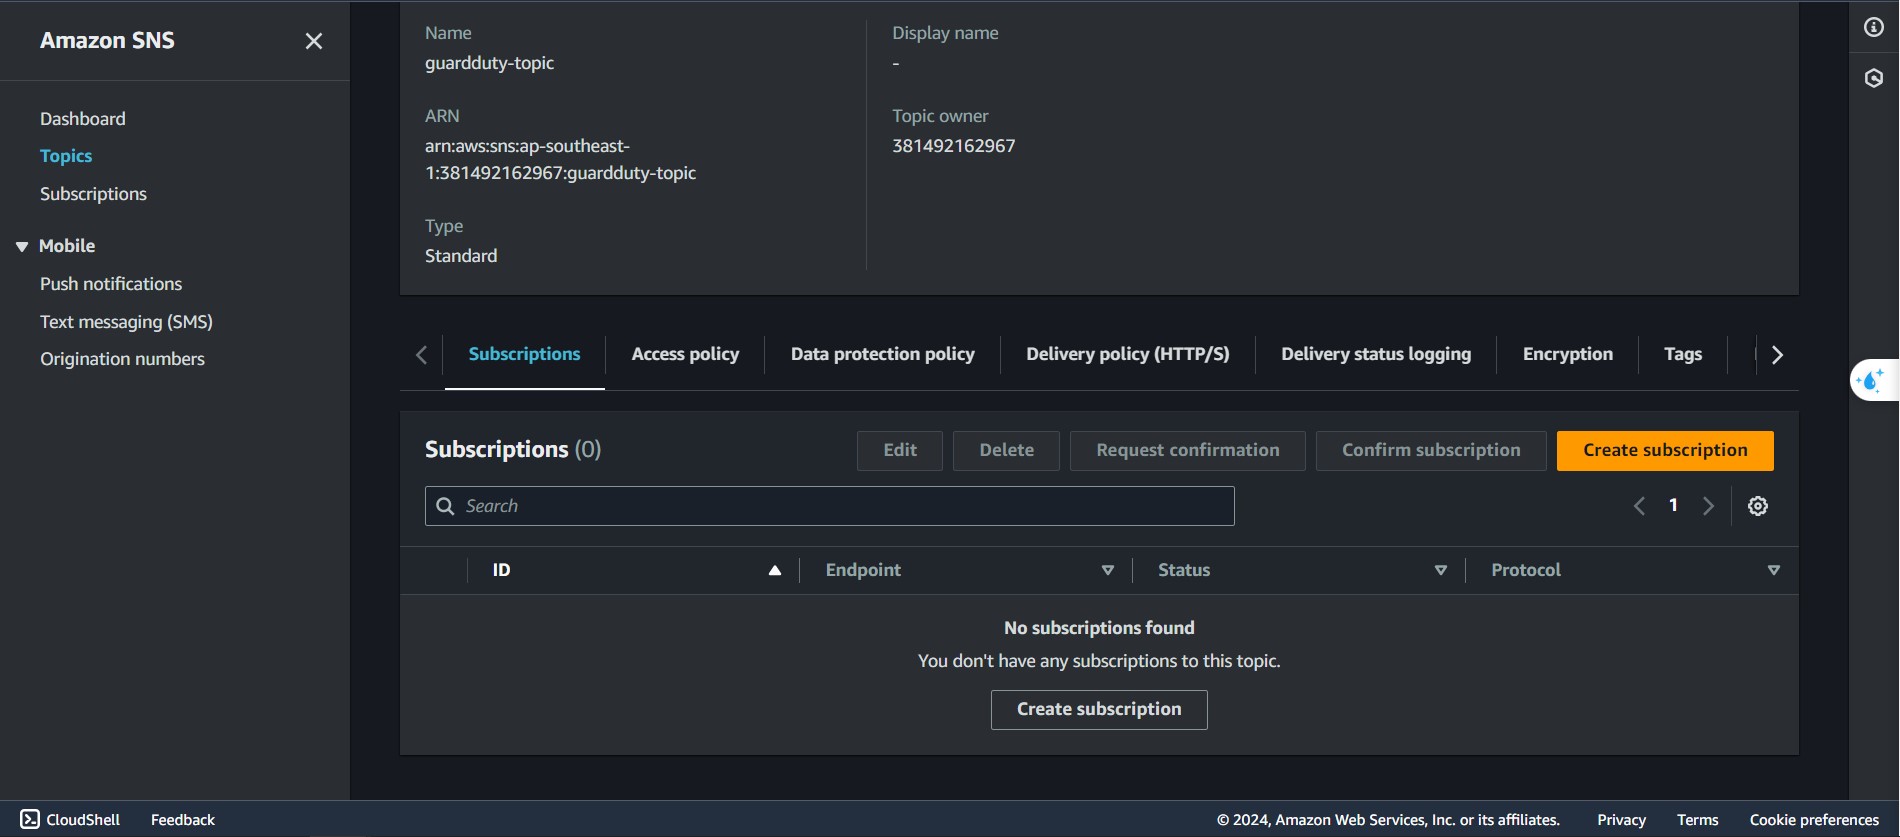 Amazon SNS
Dashboard
Topics
Subscriptions
Mobile
Push notifications
Text messaging (SMS)
Origination numbers
Name
guardduty-topic
ARN
arn:aws:sns:ap-southeast-
1:381492162967:guardduty-topic
Type
Standard
Display name
-
Topic owner
381492162967
Subscriptions Access policy Data protection policy Delivery policy (HTTP/S) Delivery status logging Encryption Tags
Subscriptions (0) Edit Delete Request confirmation Confirm subscription Create subscription
Search 1
ID Endpoint Status Protocol
No subscriptions found
You don't have any subscriptions to this topic.
Create subscription
CloudShell Feedback © 2024, Amazon Web Services, Inc. or its affiliates. Privacy Terms Cookie preferences